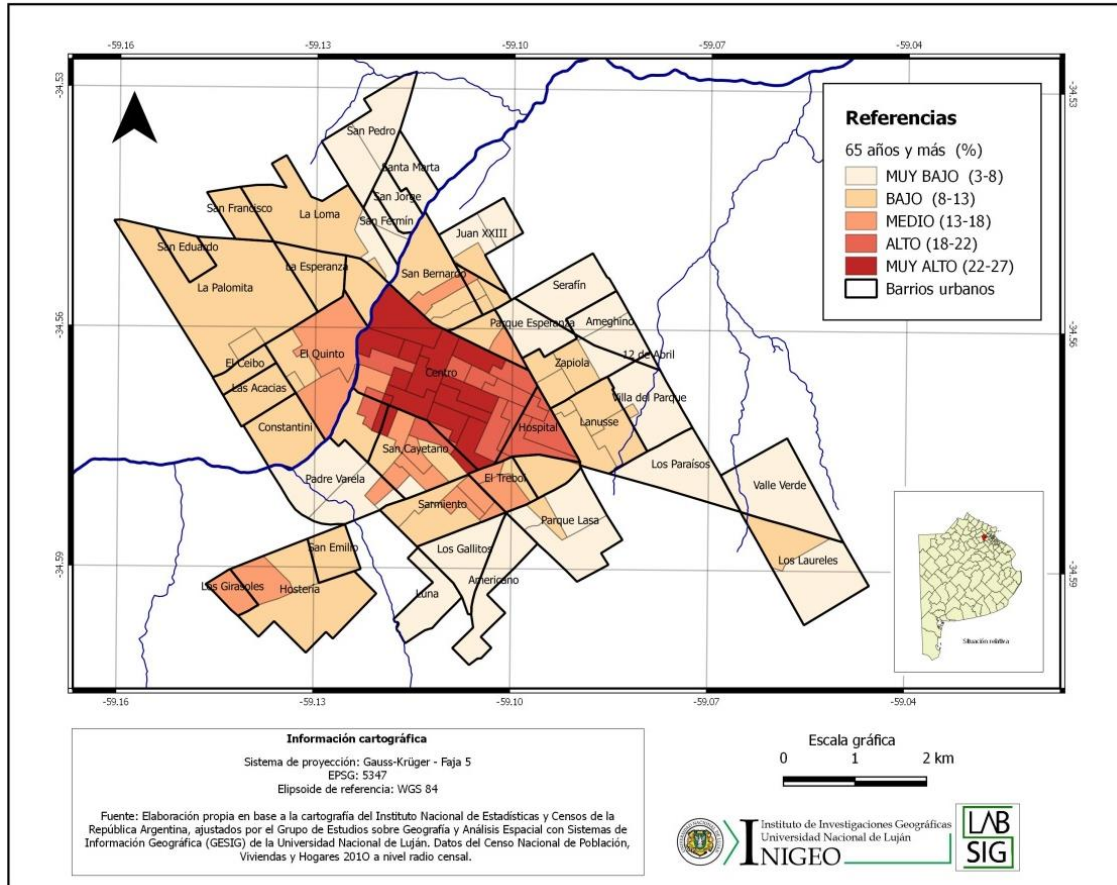 -59.16
-59.13
-59.10
-59.07
-59.04
-34.53
-34.53
Referencias
65 años y más (%)
MUY BAJO (3-8)
BAJO (8-13)
MEDIO (13-18)
ALTO (18-22)
MUY ALTO (22-27)
Barrios urbanos
San Pedro
Santa Marta
San Jorge
San Fermín
San Francisco
La Loma
Juan XXIII
San Eduardo
La Esperanza
San Bernardo
La Palomita
Serafín
Parque Esperanza
Ameghino
-34.56
-34.56
El Quinto
12 de Abril
El Ceibo
Centro
Zapiola
Las Acacias
Villa del Parque
Constantini
Hospital
Lanusse
San Cayetano
Los Paraísos
Padre Varela
El Trebol
Valle Verde
Sarmiento
Parque Lasa
San Emilio
Los Gallitos
Los Laureles
-34.59
-34.59
Los Girasoles
Hostería
Americano
Luna
Situación relativa
-59.16
-59.13
-59.10
-59.07
-59.04
Información cartográfica
Sistema de proyección: Gauss-Krüger - Faja 5
EPSG: 5347
Elipsoide de referencia: WGS 84
Fuente: Elaboración propia en base a la cartografía del Instituto Nacional de Estadísticas y Censos de la
República Argentina, ajustados por el Grupo de Estudios sobre Geografía y Análisis Espacial con Sistemas de
Información Geográfica (GESIG) de la Universidad Nacional de Luján. Datos del Censo Nacional de Población,
Viviendas y Hogares 2010 a nivel radio censal.
Escala gráfica
0 1 2 km
Instituto de Investigaciones Geográficas
Universidad Nacional de Luján
INIGEO
LAB
SIG